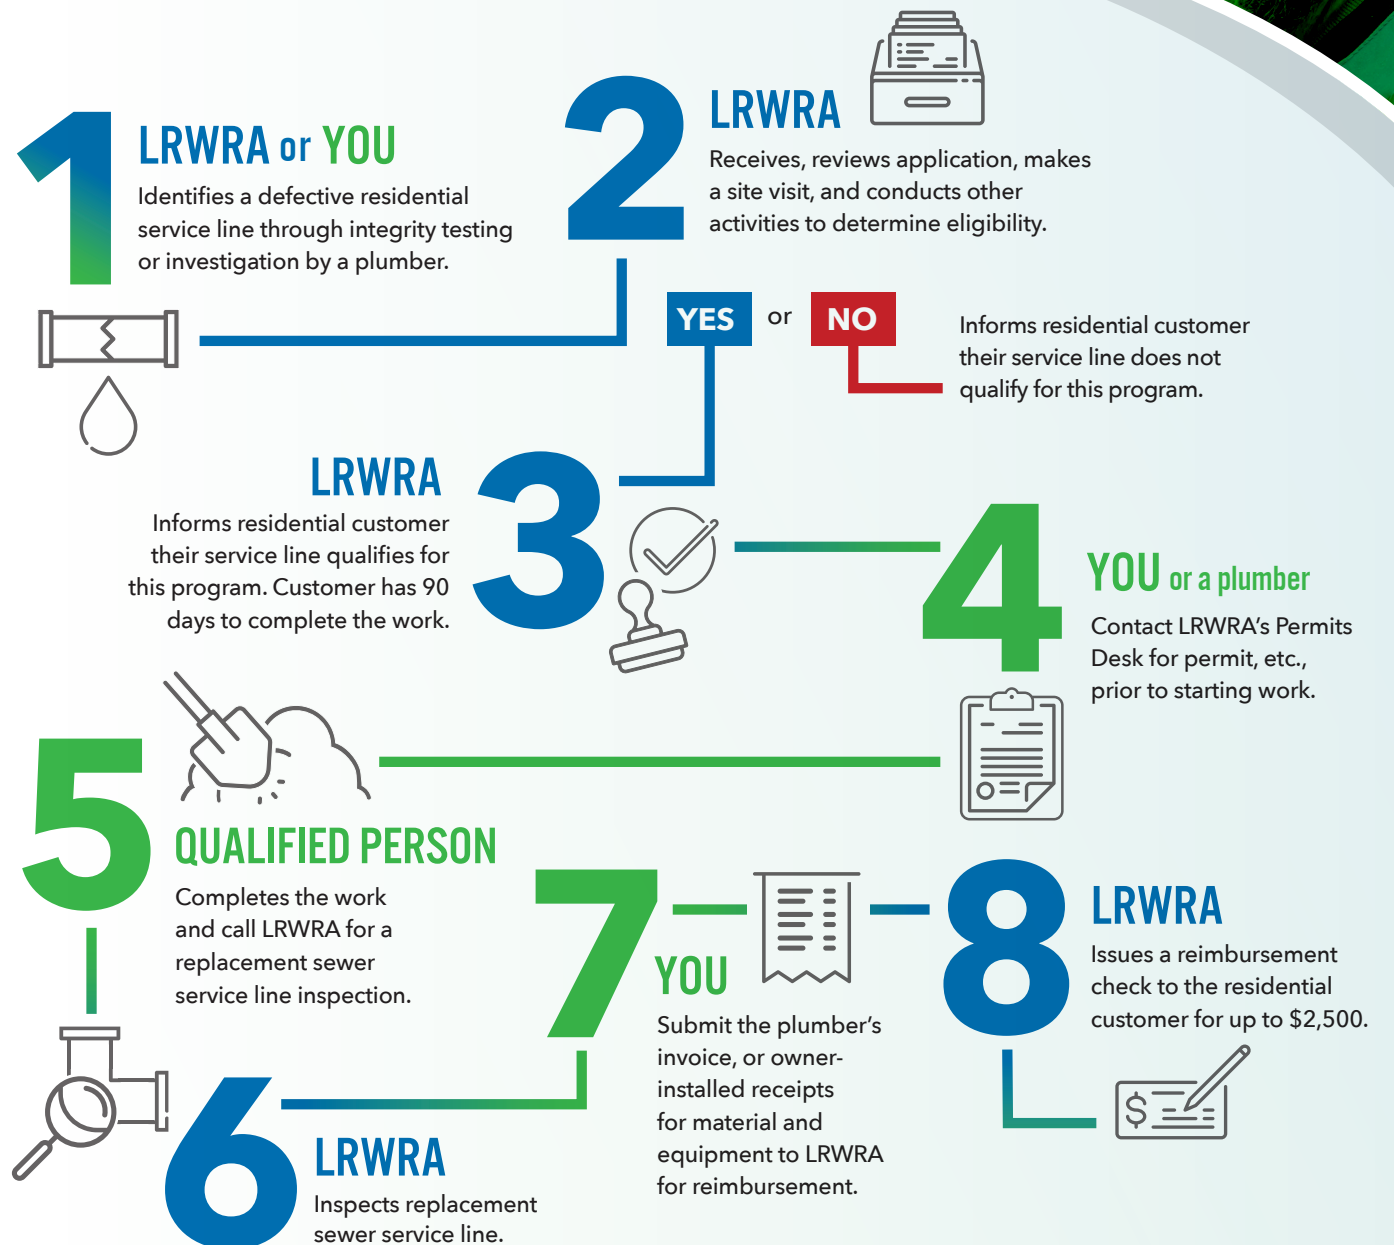 1
LRWRA or YOU
Identifies a defective residential
service line through integrity testing
or investigation by a plumber.
2
LRWRA
Receives, reviews application, makes
a site visit, and conducts other
activities to determine eligibility.
YES or NO
Informs residential customer
their service line does not
qualify for this program.
3
LRWRA
Informs residential customer
their service line qualifies for
this program. Customer has 90
days to complete the work.
4
YOU or a plumber
Contact LRWRA's Permits
Desk for permit, etc.,
prior to starting work.
5
QUALIFIED PERSON
Completes the work
and call LRWRA for a
replacement sewer
service line inspection.
6
LRWRA
Inspects replacement
sewer service line.
7
YOU
Submit the plumber's
invoice, or owner-
installed receipts
for material and
equipment to LRWRA
for reimbursement.
8
LRWRA
Issues a reimbursement
check to the residential
customer for up to $2,500.
$